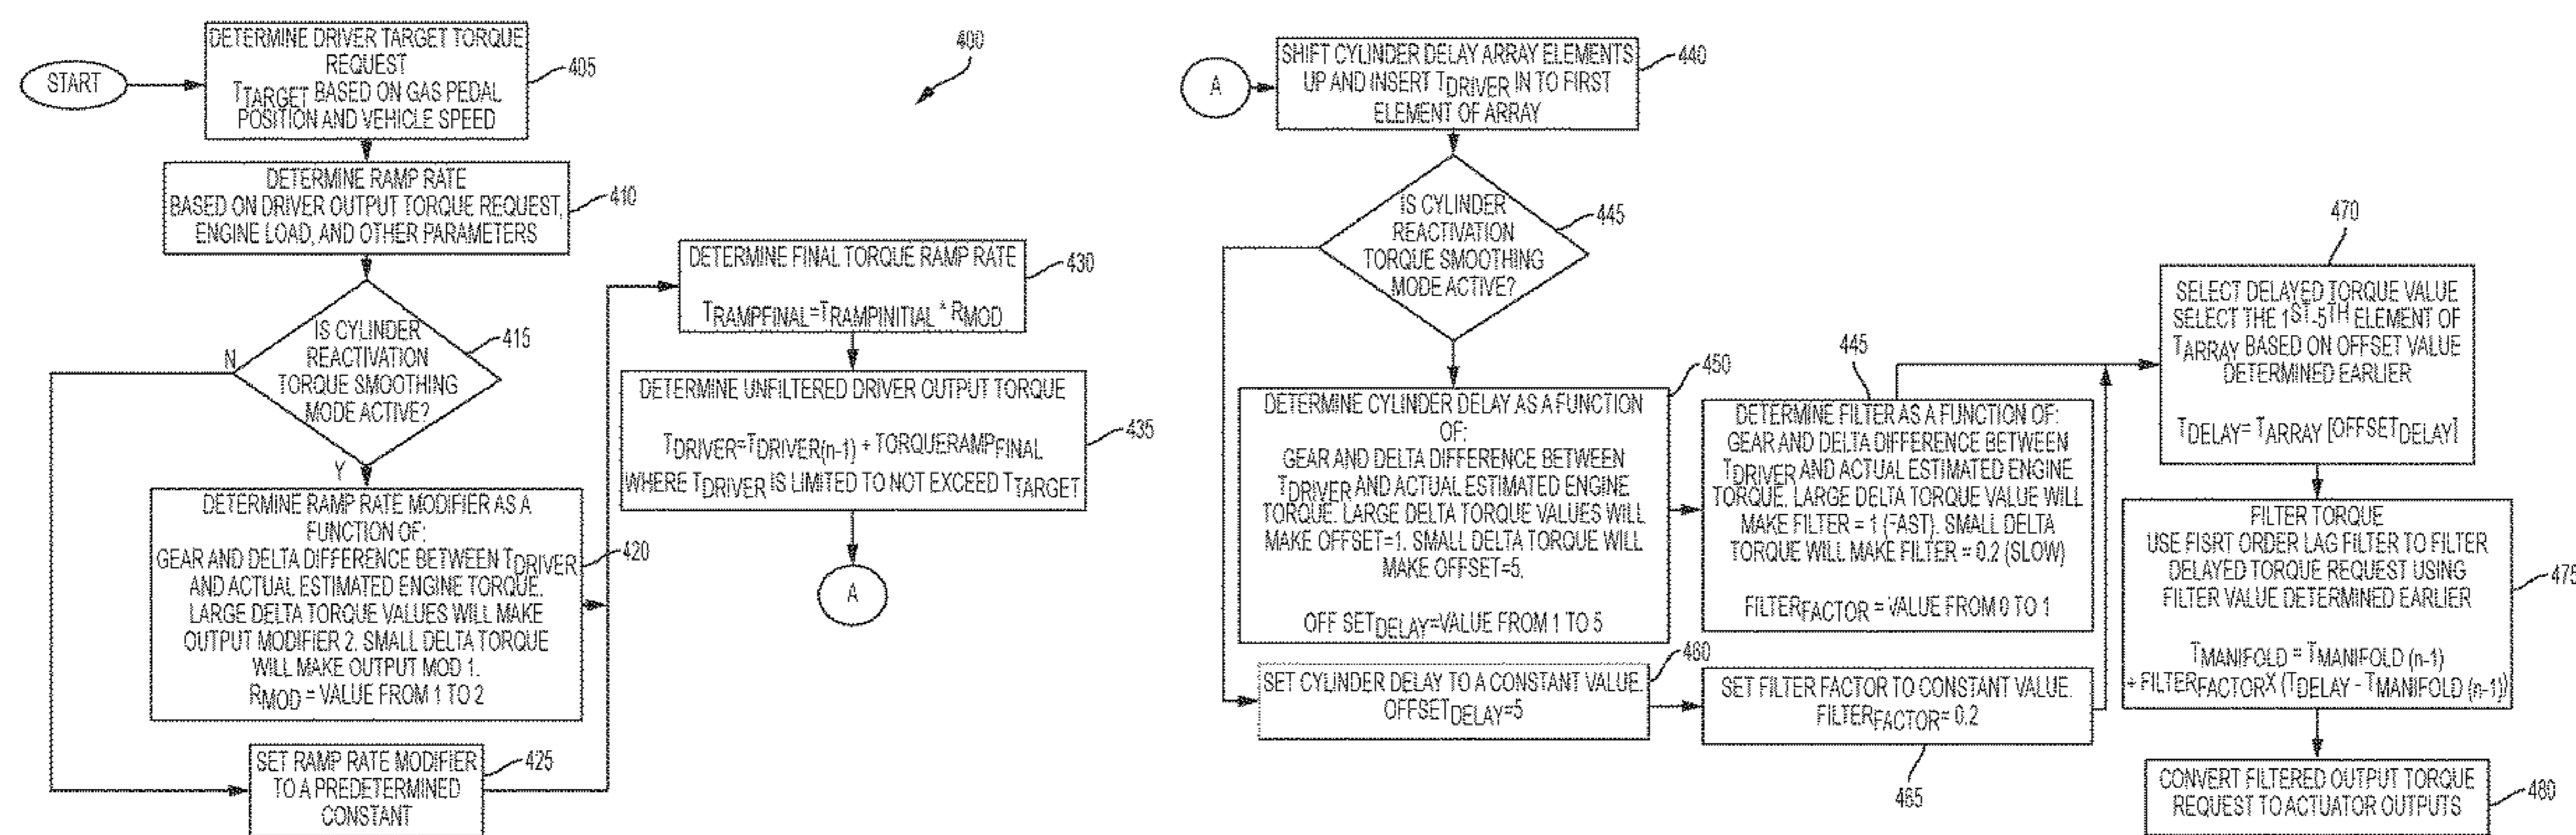 START
DETERMINE DRIVER TARGET TORQUE
REQUEST
TTARGET BASED ON GAS PEDAL
POSITION AND VEHICLE SPEED
405
DETERMINE RAMP RATE
BASED ON DRIVER OUTPUT TORQUE REQUEST,
ENGINE LOAD, AND OTHER PARAMETERS
410
IS CYLINDER
REACTIVATION
TORQUE SMOOTHING
MODE ACTIVE?
415
N
Y
DETERMINE RAMP RATE MODIFIER AS A
FUNCTION OF:
GEAR AND DELTA DIFFERENCE BETWEEN TDRIVER
AND ACTUAL ESTIMATED ENGINE TORQUE.
LARGE DELTA TORQUE VALUES WILL MAKE
OUTPUT MODIFIER 2. SMALL DELTA TORQUE
WILL MAKE OUTPUT MOD 1.
RMOD = VALUE FROM 1 TO 2
420
SET RAMP RATE MODIFIER
TO A PREDETERMINED
CONSTANT
425
DETERMINE FINAL TORQUE RAMP RATE
TRAMPFINAL=TRAMPINITIAL * RMOD
430
DETERMINE UNFILTERED DRIVER OUTPUT TORQUE
TDRIVER=TDRIVER(n-1) + TORQUERAMPFINAL
WHERE TDRIVER IS LIMITED TO NOT EXCEED TTARGET
435
A
400
A
SHIFT CYLINDER DELAY ARRAY ELEMENTS
UP AND INSERT TDRIVER IN TO FIRST
ELEMENT OF ARRAY
440
IS CYLINDER
REACTIVATION
TORQUE SMOOTHING
MODE ACTIVE?
445
DETERMINE CYLINDER DELAY AS A FUNCTION
OF:
GEAR AND DELTA DIFFERENCE BETWEEN
TDRIVER AND ACTUAL ESTIMATED ENGINE
TORQUE. LARGE DELTA TORQUE VALUES WILL
MAKE OFFSET=1. SMALL DELTA TORQUE WILL
MAKE OFFSET=5.
OFF SETDELAY=VALUE FROM 1 TO 5
450
DETERMINE FILTER AS A FUNCTION OF:
GEAR AND DELTA DIFFERENCE BETWEEN
TDRIVER AND ACTUAL ESTIMATED ENGINE
TORQUE. LARGE DELTA TORQUE VALUE WILL
MAKE FILTER = 1 (FAST). SMALL DELTA
TORQUE WILL MAKE FILTER = 0.2 (SLOW)
FILTERFACTOR = VALUE FROM 0 TO 1
445
SET CYLINDER DELAY TO A CONSTANT VALUE.
OFFSETDELAY=5
460
SET FILTER FACTOR TO CONSTANT VALUE.
FILTERFACTOR= 0.2
465
470
SELECT DELAYED TORQUE VALUE
SELECT THE 1ST-5TH ELEMENT OF
TARRAY BASED ON OFFSET VALUE
DETERMINED EARLIER
TDELAY= TARRAY [OFFSETDELAY]
FILTER TORQUE
USE FISRT ORDER LAG FILTER TO FILTER
DELAYED TORQUE REQUEST USING
FILTER VALUE DETERMINED EARLIER
TMANIFOLD = TMANIFOLD (n-1)
+ FILTERFACTORX (TDELAY - TMANIFOLD (n-1))
475
CONVERT FILTERED OUTPUT TORQUE
REQUEST TO ACTUATOR OUTPUTS
480